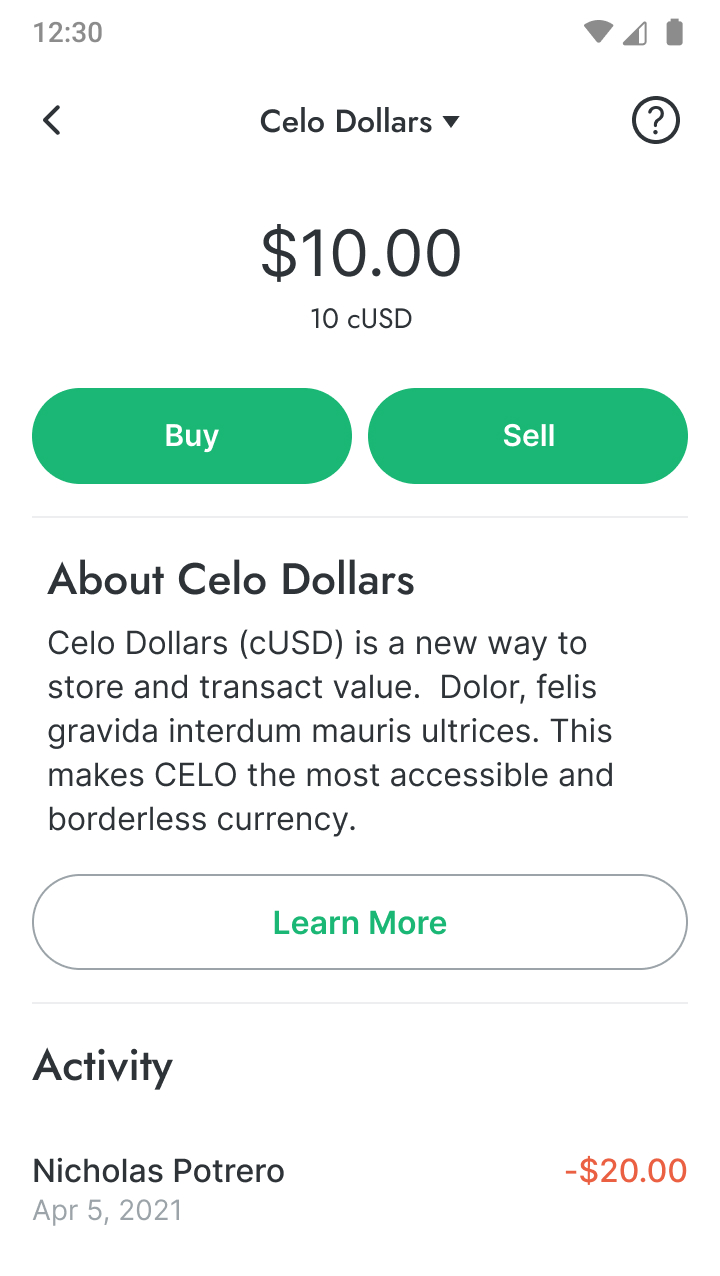 12:30
Celo Dollars
?
$10.00
10 cUSD
Buy
Sell
About Celo Dollars
Celo Dollars (cUSD) is a new way to
store and transact value.  Dolor, felis
gravida interdum mauris ultrices. This
makes CELO the most accessible and
borderless currency.
Learn More
Activity
Nicholas Potrero
-$20.00
Apr 5, 2021